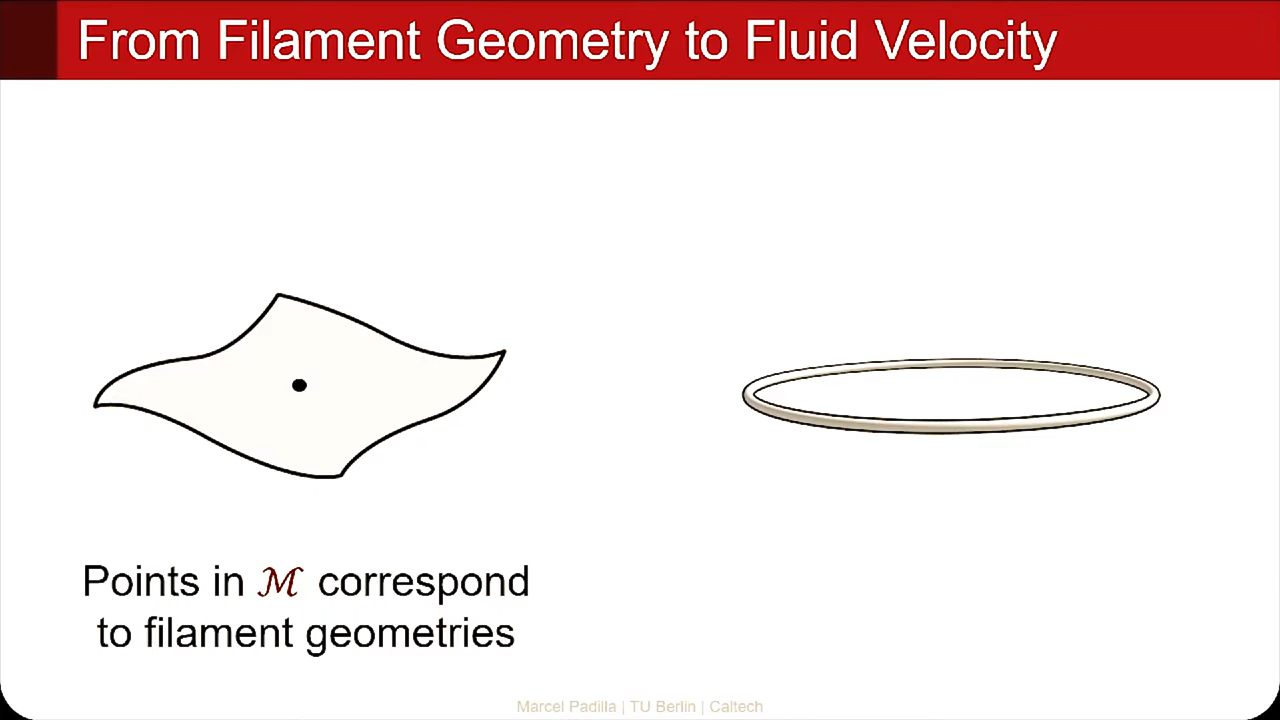 From Filament Geometry to Fluid Velocity
Points in ℳ correspond
to filament geometries
Marcel Padilla | TU Berlin | Caltech